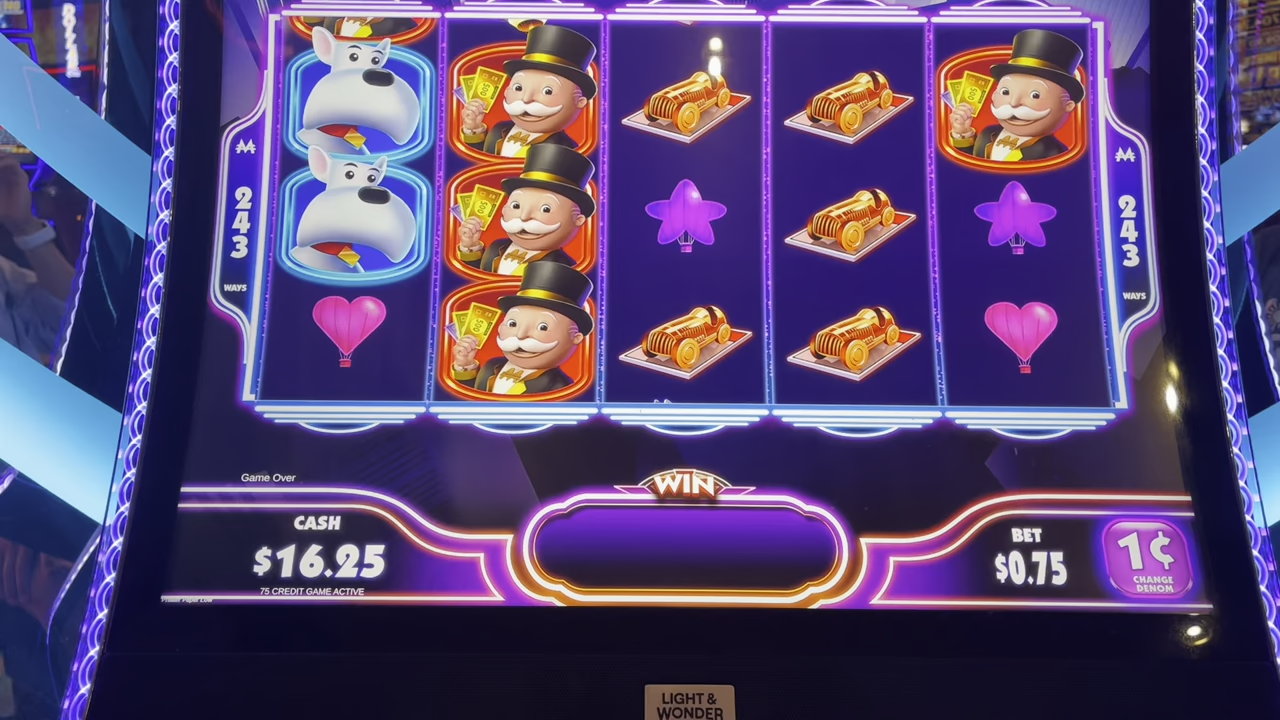 243
WAYS
243
WAYS
Game Over
WIN
CASH
$16.25
75 CREDIT GAME ACTIVE
BET
$0.75
1¢
CHANGE
DENOM
LIGHT &
WONDER